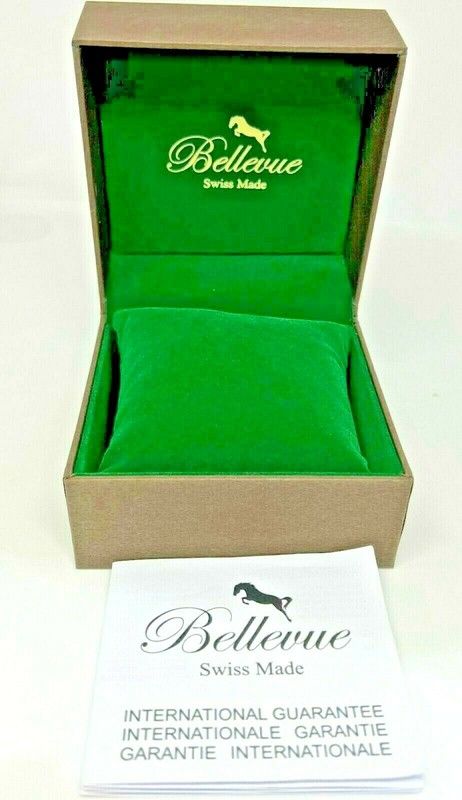 Bellevue
Swiss Made
Bellevue
Swiss Made
INTERNATIONAL GUARANTEE
INTERNATIONALE GARANTIE
GARANTIE INTERNATIONALE